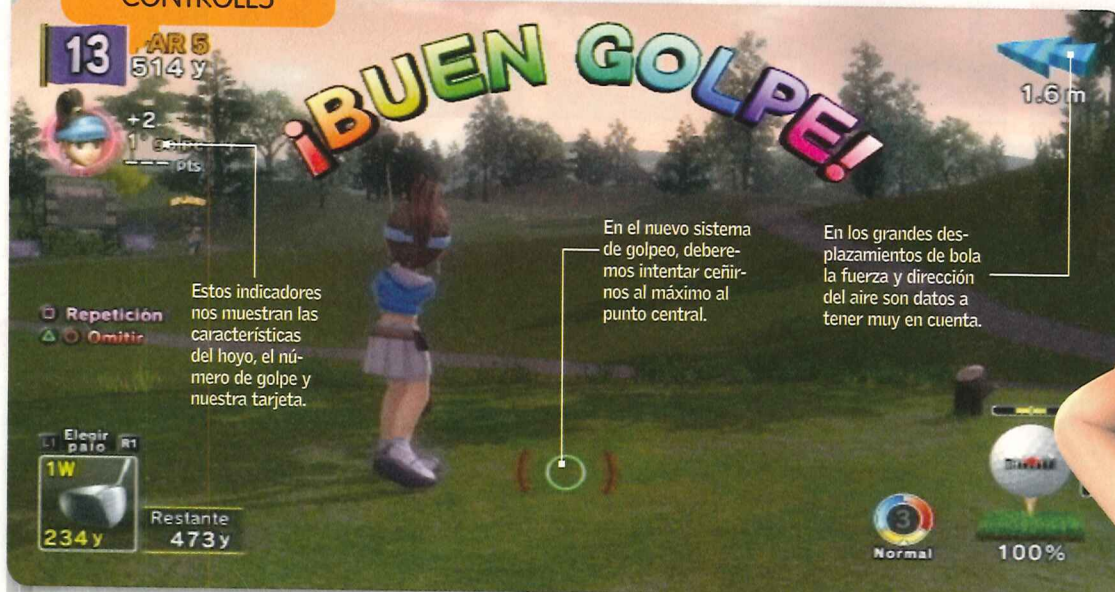 CONTROLES
13
AR 5
514 y
¡BUEN GOLPE!
1.6 m
+2
1 golpe
--- pts
Estos indicadores
nos muestran las
características
del hoyo, el nú-
mero de golpe y
nuestra tarjeta.
En el nuevo sistema
de golpeo, debere-
mos intentar ceñir-
nos al máximo al
punto central.
En los grandes des-
plazamientos de bola
la fuerza y dirección
del aire son datos a
tener muy en cuenta.
Repetición
Omitir
L1 Elegir palo R1
1W
234 y
Restante
473 y
3
Normal
100%